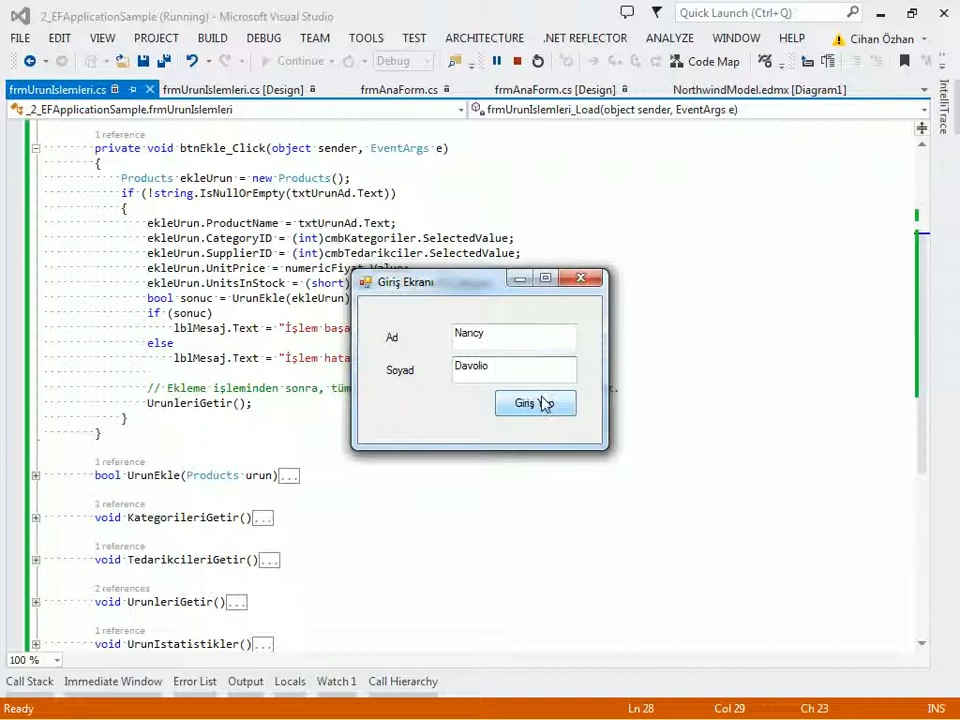 2_EFApplicationSample (Running) - Microsoft Visual Studio
Quick Launch (Ctrl+Q)
FILE EDIT VIEW PROJECT BUILD DEBUG TEAM TOOLS TEST ARCHITECTURE .NET REFLECTOR ANALYZE WINDOW HELP Cihan Özhan
Continue Debug Code Map
frmUrunIslemleri.cs frmUrunIslemleri.cs [Design] frmAnaForm.cs frmAnaForm.cs [Design] NorthwindModel.edmx [Diagram1]
_2_EFApplicationSample.frmUrunIslemleri frmUrunIslemleri_Load(object sender, EventArgs e)
IntelliTrace
1 reference
private void btnEkle_Click(object sender, EventArgs e)
{
Products ekleUrun = new Products();
if (!string.IsNullOrEmpty(txtUrunAd.Text))
{
ekleUrun.ProductName = txtUrunAd.Text;
ekleUrun.CategoryID = (int)cmbKategoriler.SelectedValue;
ekleUrun.SupplierID = (int)cmbTedarikciler.SelectedValue;
ekleUrun.UnitPrice = numericFiyat.Value;
ekleUrun.UnitsInStock = (short)
bool sonuc = UrunEkle(ekleUrun)
if (sonuc)
lblMesaj.Text = "İşlem başa
else
lblMesaj.Text = "İşlem hata
// Ekleme işleminden sonra, tüm
UrunleriGetir();
}
}
1 reference
bool UrunEkle(Products urun)...
1 reference
void KategorileriGetir()...
1 reference
void TedarikcileriGetir()...
2 references
void UrunleriGetir()...
1 reference
void UrunIstatistikler()...
Giriş Ekranı
Ad Nancy
Soyad Davolio
Giriş
100 %
Call Stack Immediate Window Error List Output Locals Watch 1 Call Hierarchy
Ready Ln 28 Col 29 Ch 23 INS